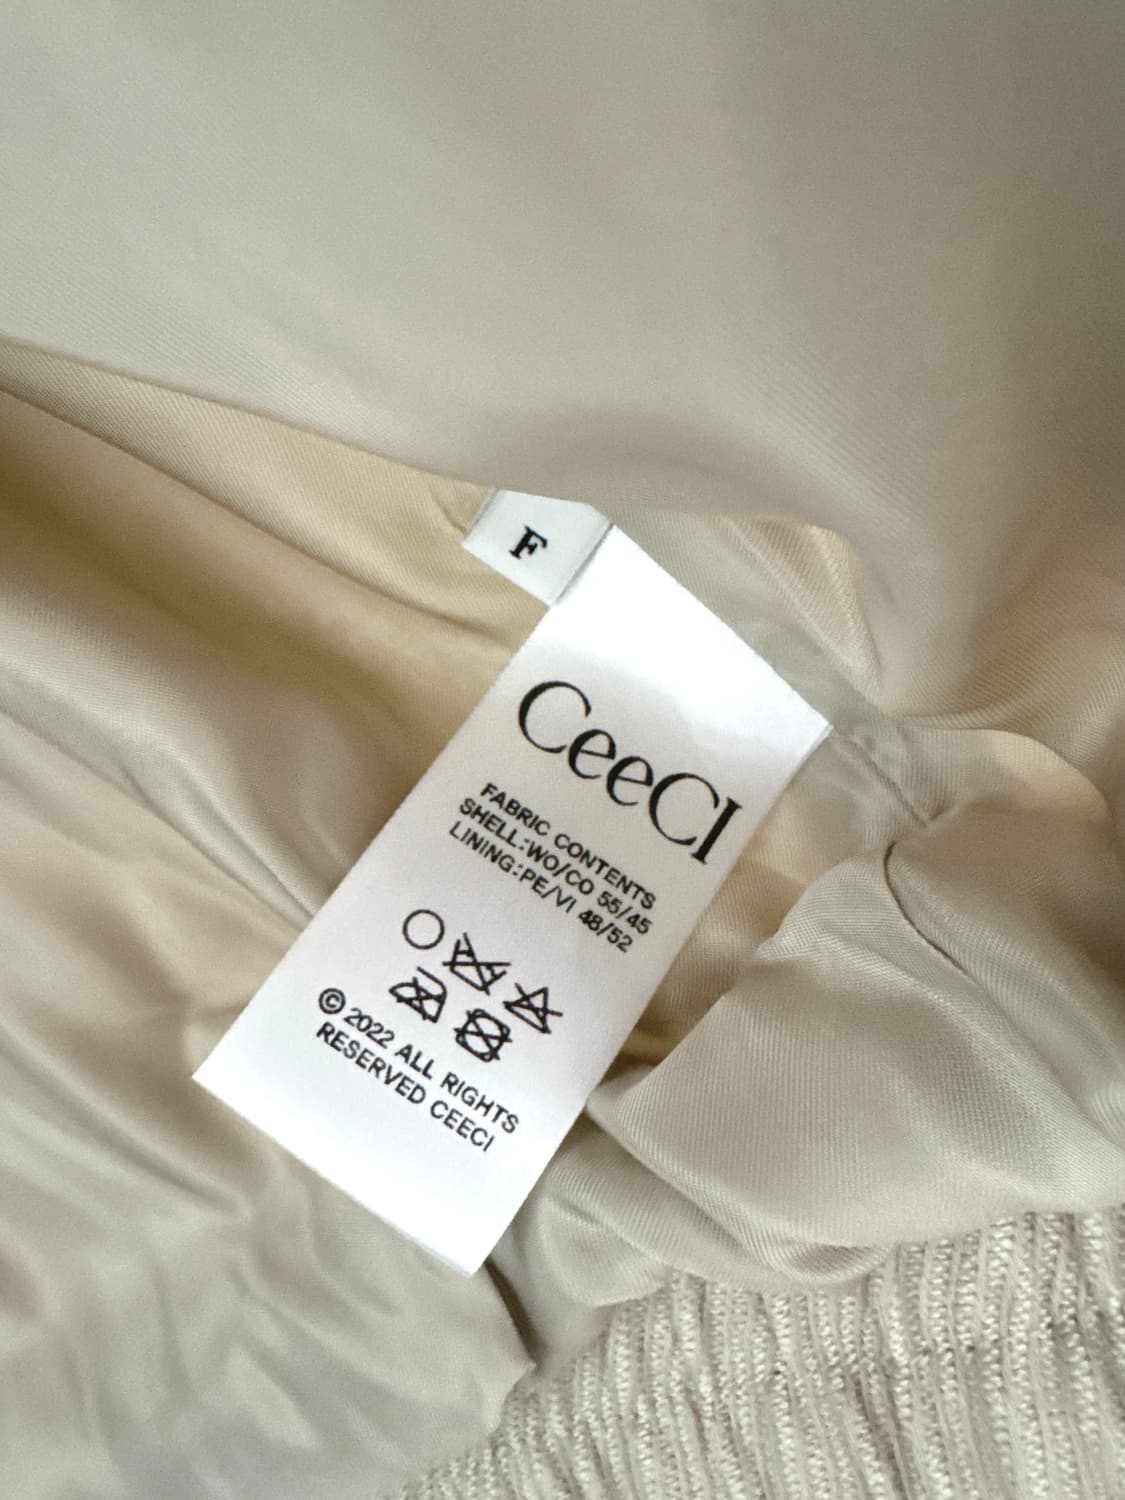 F
CeeCI
FABRIC CONTENTS
SHELL:WO/CO 55/45
LINING:PE/VI 48/52
© 2022 ALL RIGHTS
RESERVED CEECI